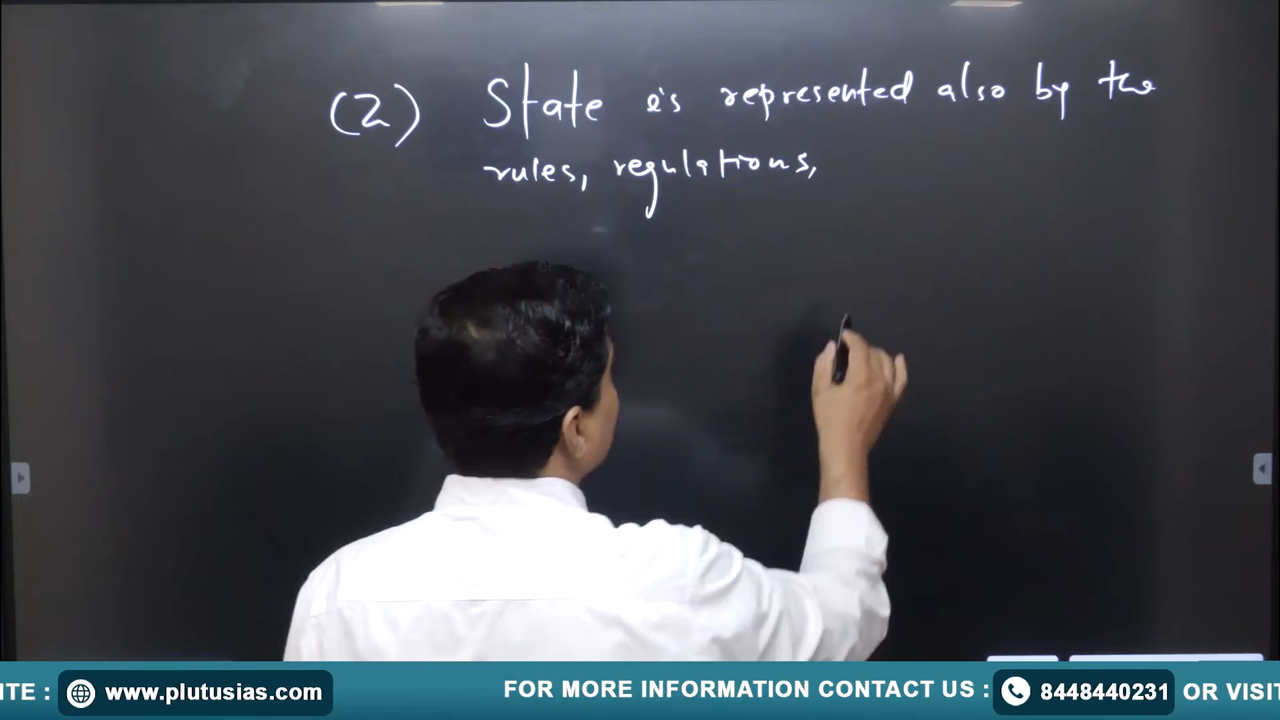 (2) State is represented also by the
rules, regulations,
ITE : www.plutusias.com FOR MORE INFORMATION CONTACT US : 8448440231 OR VISIT